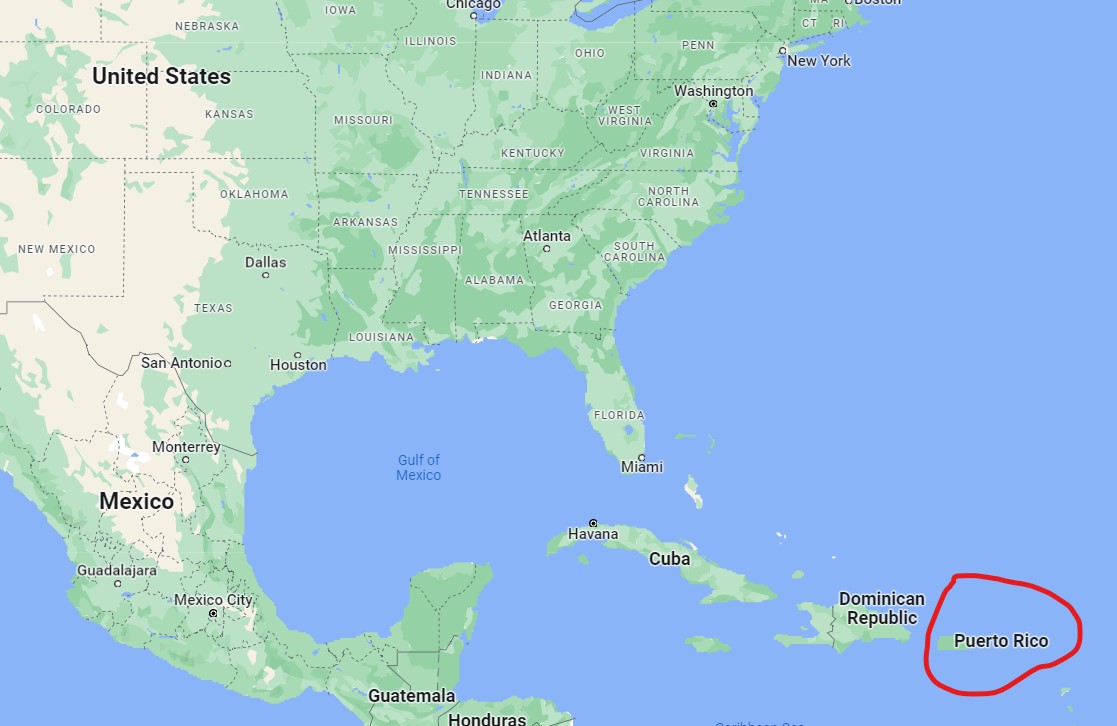 IOWA
Chicago
MA
Boston
NEBRASKA
CT
RI
ILLINOIS
OHIO
PENN
New York
United States
INDIANA
Washington
COLORADO
KANSAS
MISSOURI
WEST
VIRGINIA
KENTUCKY
VIRGINIA
OKLAHOMA
TENNESSEE
NORTH
CAROLINA
ARKANSAS
NEW MEXICO
MISSISSIPPI
Atlanta
SOUTH
CAROLINA
Dallas
ALABAMA
TEXAS
GEORGIA
LOUISIANA
San Antonio
Houston
FLORIDA
Monterrey
Gulf of
Mexico
Miami
Mexico
Havana
Cuba
Guadalajara
Mexico City
Dominican
Republic
Puerto Rico
Guatemala
Honduras
Caribbean Sea